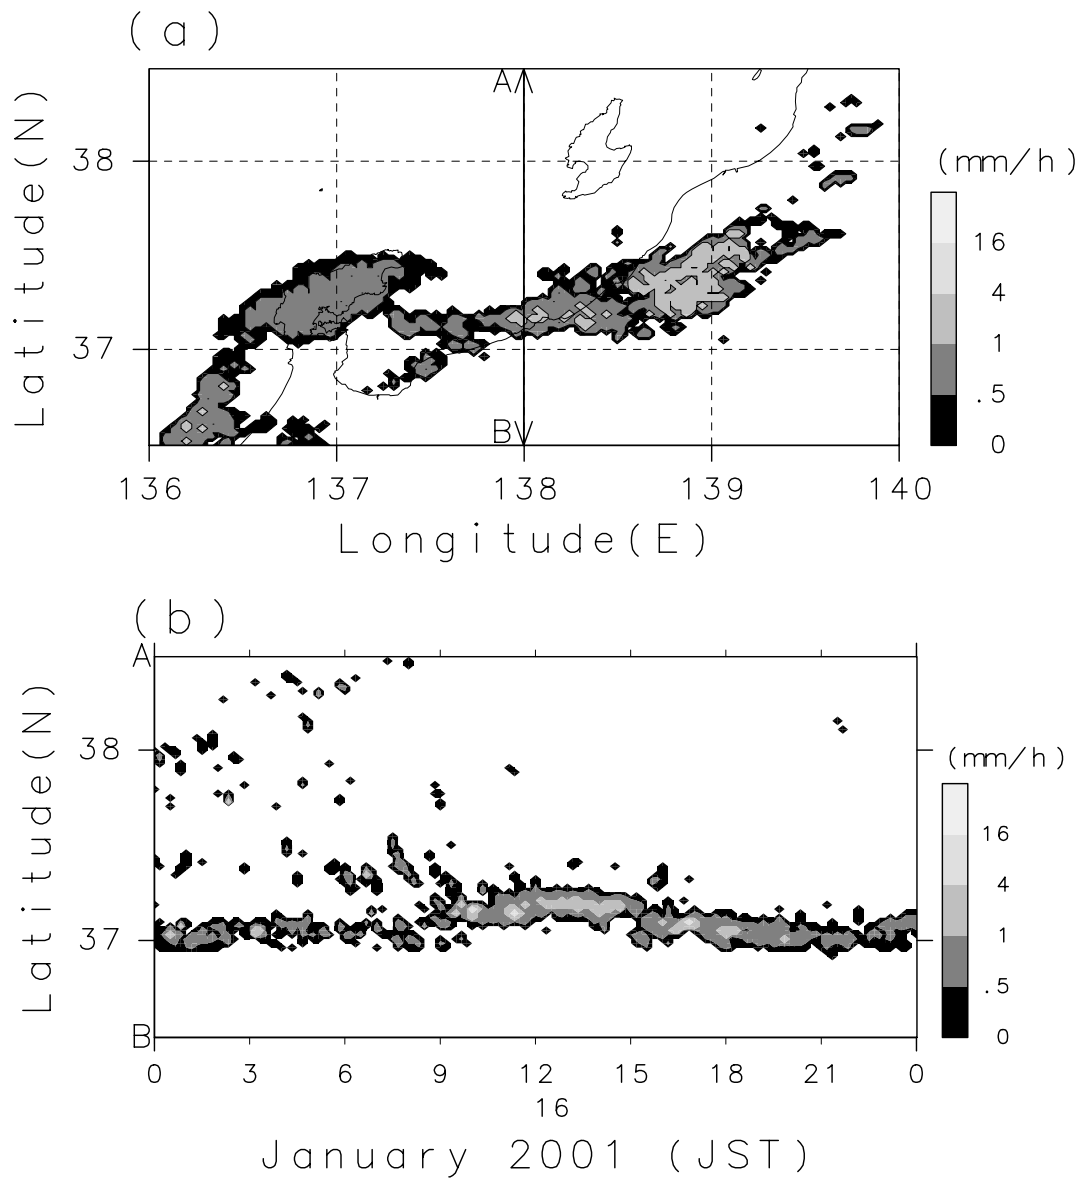 (a)
Latitude(N)
A
38
37
B
136 137 138 139 140
Longitude(E)
(mm/h)
16
4
1
.5
0
(b)
Latitude(N)
A
38
37
B
0 3 6 9 12 15 18 21 0
16
January 2001 (JST)
(mm/h)
16
4
1
.5
0